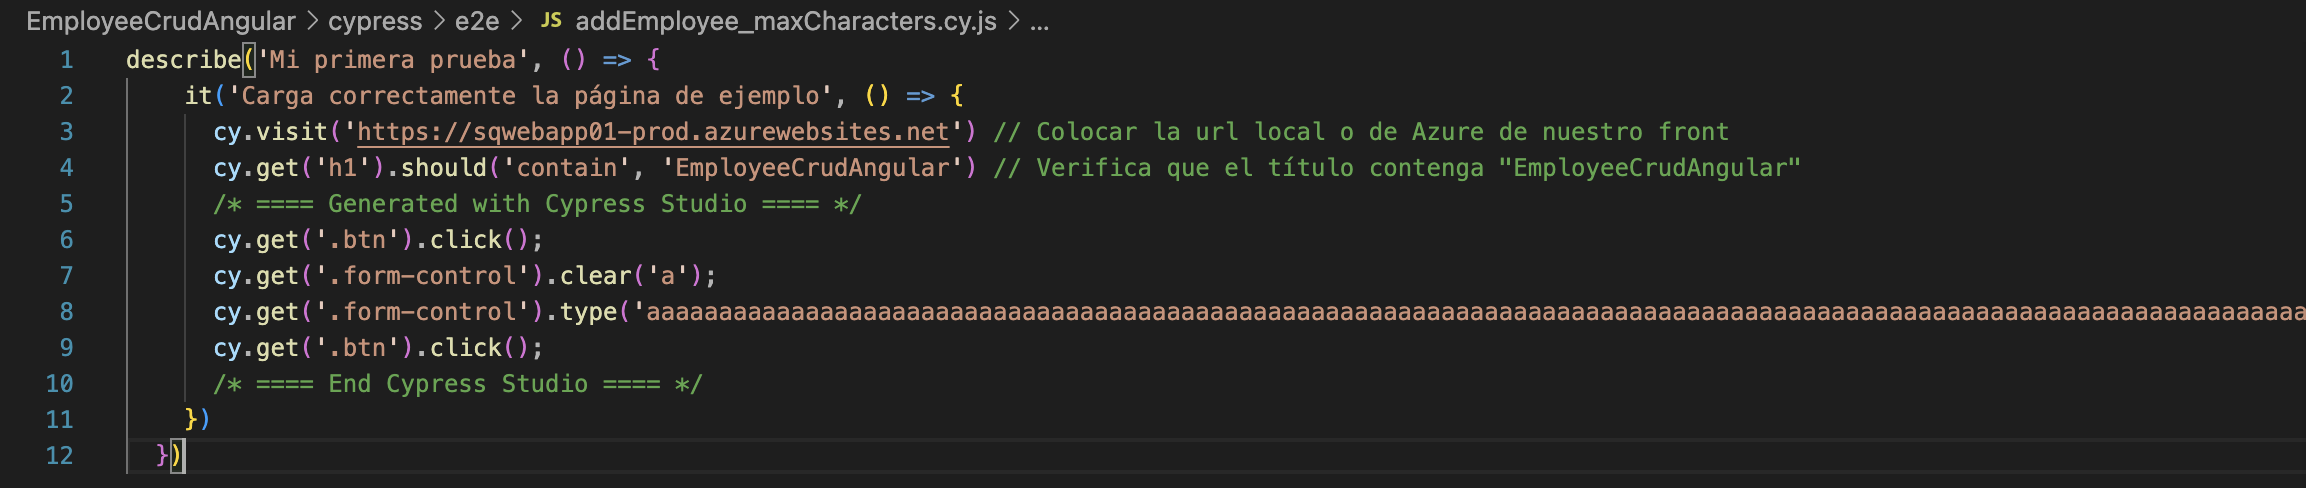 EmployeeCrudAngular > cypress > e2e > JS addEmployee_maxCharacters.cy.js > ...
1 describe('Mi primera prueba', () => {
2 it('Carga correctamente la página de ejemplo', () => {
3 cy.visit('https://sqwebapp01-prod.azurewebsites.net') // Colocar la url local o de Azure de nuestro front
4 cy.get('h1').should('contain', 'EmployeeCrudAngular') // Verifica que el título contenga "EmployeeCrudAngular"
5 /* ==== Generated with Cypress Studio ==== */
6 cy.get('.btn').click();
7 cy.get('.form-control').clear('a');
8 cy.get('.form-control').type('aaaaaaaaaaaaaaaaaaaaaaaaaaaaaaaaaaaaaaaaaaaaaaaaaaaaaaaaaaaaaaaaaaaaaaaaaaaaaaaaaaaaaaaaaaaaaaaaaaaaaaaaaaaaaaaaaaa
9 cy.get('.btn').click();
10 /* ==== End Cypress Studio ==== */
11 })
12 })